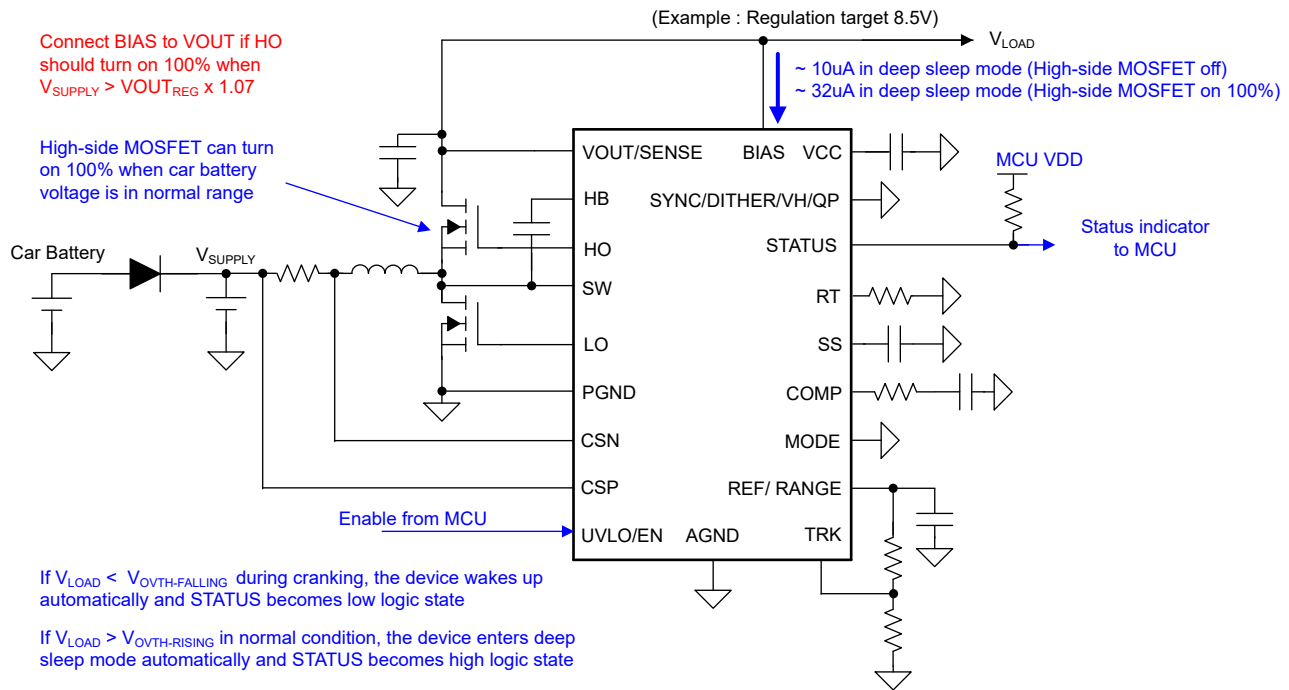 (Example : Regulation target 8.5V)
Connect BIAS to VOUT if HO
should turn on 100% when
VSUPPLY > VOUTREG x 1.07
VLOAD
~ 10uA in deep sleep mode (High-side MOSFET off)
~ 32uA in deep sleep mode (High-side MOSFET on 100%)
High-side MOSFET can turn
on 100% when car battery
voltage is in normal range
VOUT/SENSE
BIAS
VCC
MCU VDD
HB
SYNC/DITHER/VH/QP
HO
STATUS
Status indicator
to MCU
Car Battery
VSUPPLY
SW
RT
LO
SS
PGND
COMP
CSN
MODE
CSP
REF/ RANGE
Enable from MCU
UVLO/EN
AGND
TRK
If VLOAD < VOVTH-FALLING during cranking, the device wakes up
automatically and STATUS becomes low logic state
If VLOAD > VOVTH-RISING in normal condition, the device enters deep
sleep mode automatically and STATUS becomes high logic state